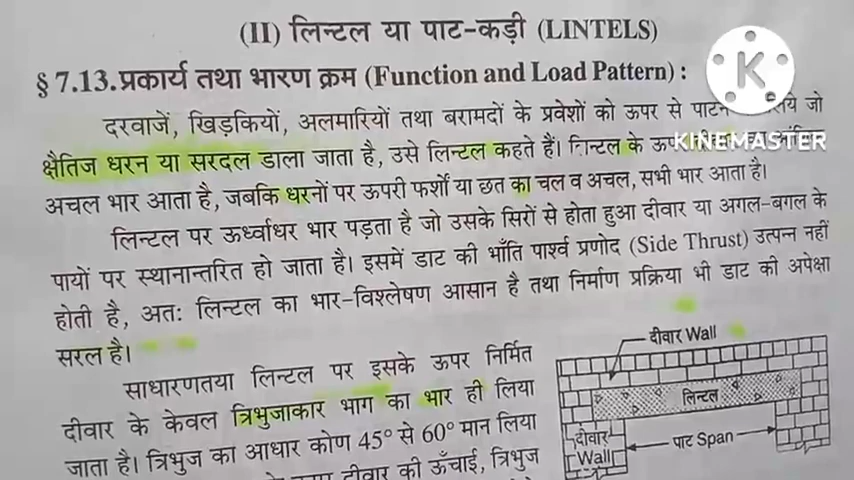 (II) लिन्टल या पाट-कड़ी (LINTELS)
§ 7.13. प्रकार्य तथा भारण क्रम (Function and Load Pattern) :
दरवाजें, खिड़कियों, अलमारियों तथा बरामदों के प्रवेशों को ऊपर से पाटने जो
क्षैतिज धरन या सरदल डाला जाता है, उसे लिन्टल कहते हैं। लिन्टल के ऊपर
अचल भार आता है, जबकि धरनों पर ऊपरी फर्शों या छत का चल व अचल, सभी भार आता है।
लिन्टल पर ऊर्ध्वाधर भार पड़ता है जो उसके सिरों से होता हुआ दीवार या अगल-बगल के
पायों पर स्थानान्तरित हो जाता है। इसमें डाट की भाँति पार्श्व प्रणोद (Side Thrust) उत्पन्न नहीं
होती है, अतः लिन्टल का भार-विश्लेषण आसान है तथा निर्माण प्रक्रिया भी डाट की अपेक्षा
सरल है।
साधारणतया लिन्टल पर इसके ऊपर निर्मित
दीवार के केवल त्रिभुजाकार भाग का भार ही लिया
जाता है। त्रिभुज का आधार कोण 45° से 60° मान लिया
दीवार की ऊँचाई, त्रिभुज
दीवार Wall
लिन्टल
दीवार
Wall
पाट Span
K
KINEMASTER